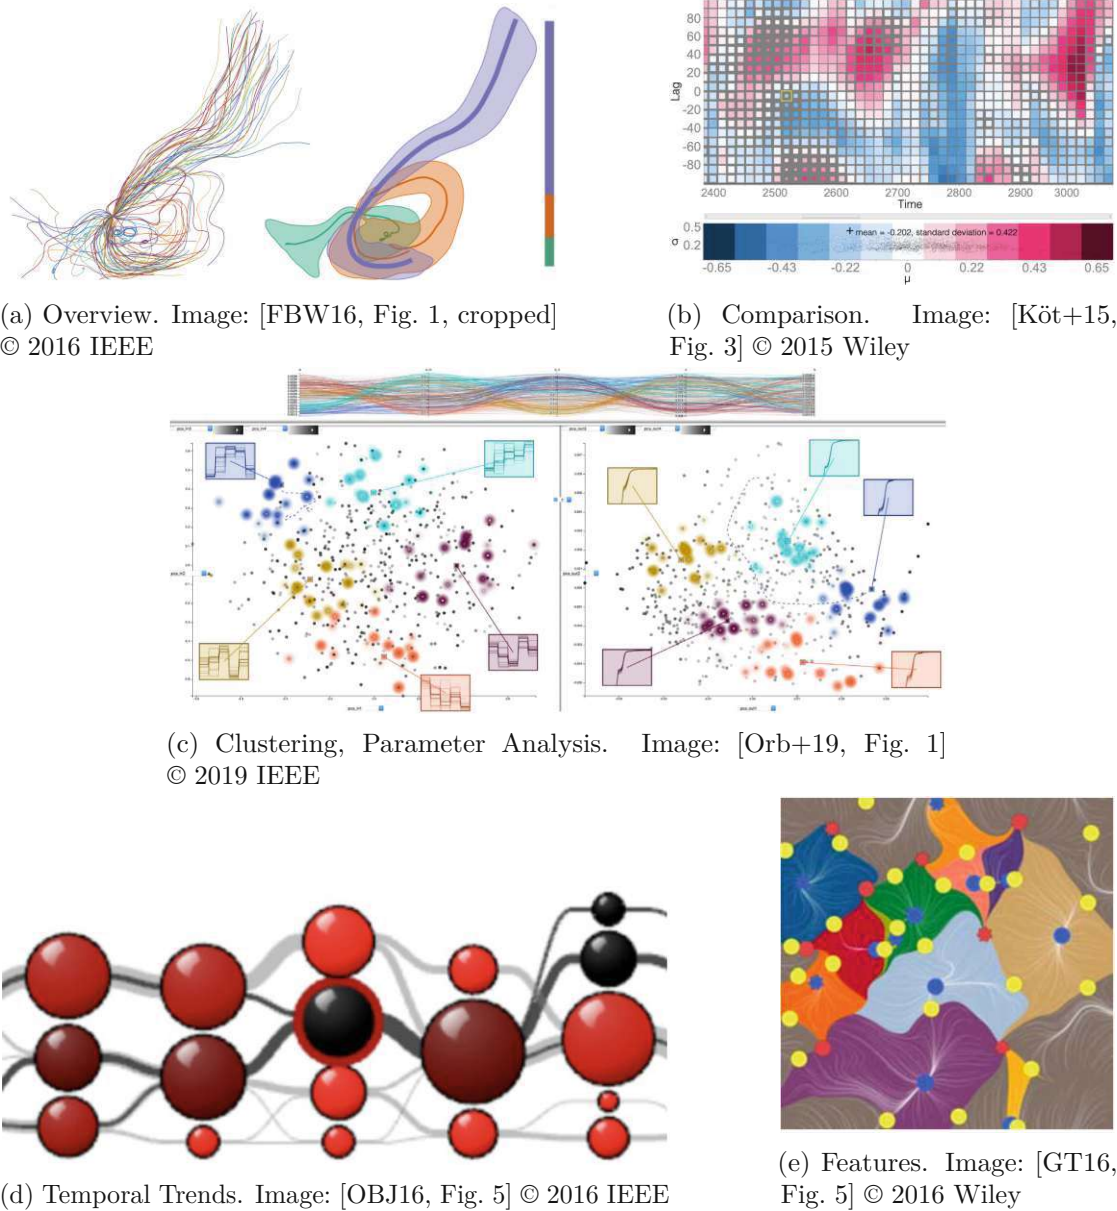 80
60
40
20
0
-20
-40
-60
-80
Lag
2400 2500 2600 2700 2800 2900 3000
Time
0.5
0.2
σ
+ mean = -0.202, standard deviation = 0.422
-0.65 -0.43 -0.22 0 0.22 0.43 0.65
μ
(a) Overview. Image: [FBW16, Fig. 1, cropped]
© 2016 IEEE
(b) Comparison. Image: [Köt+15,
Fig. 3] © 2015 Wiley
(c) Clustering, Parameter Analysis. Image: [Orb+19, Fig. 1]
© 2019 IEEE
(d) Temporal Trends. Image: [OBJ16, Fig. 5] © 2016 IEEE
(e) Features. Image: [GT16,
Fig. 5] © 2016 Wiley